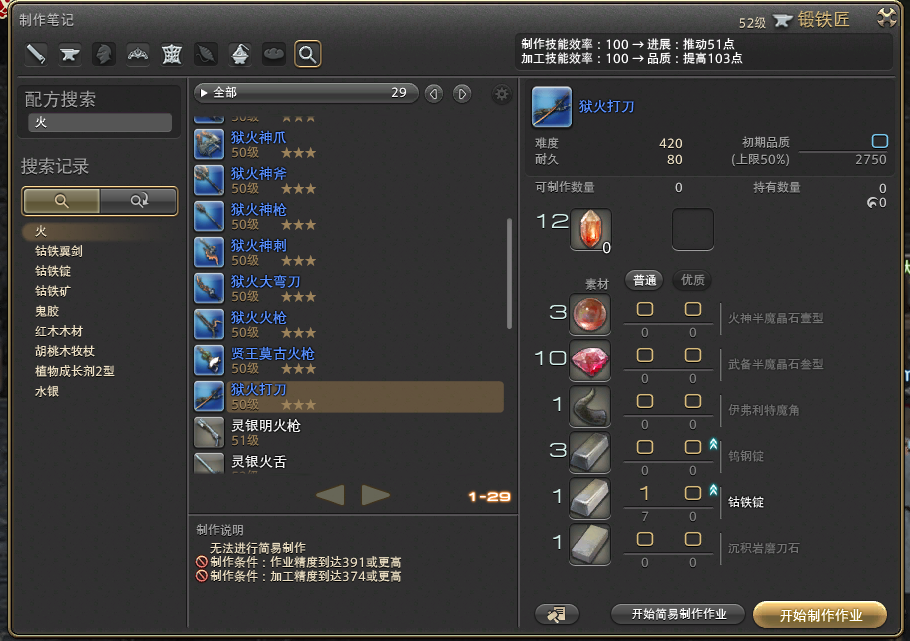 制作笔记
52级 锻铁匠
制作技能效率：100 → 进展：推动51点
加工技能效率：100 → 品质：提高103点
配方搜索
火
搜索记录
火
钴铁翼剑
钴铁锭
钴铁矿
鬼胶
红木木材
胡桃木牧杖
植物成长剂2型
水银
全部 29
50级 ★★★
狱火神爪
50级 ★★★
狱火神斧
50级 ★★★
狱火神枪
50级 ★★★
狱火神刺
50级 ★★★
狱火大弯刀
50级 ★★★
狱火火枪
50级 ★★★
贤王莫古火枪
50级 ★★★
狱火打刀
50级 ★★★
灵银明火枪
51级
灵银火舌
1-29
制作说明
无法进行简易制作
制作条件：作业精度到达391或更高
制作条件：加工精度到达374或更高
狱火打刀
难度 420
耐久 80
初期品质
(上限50%) 2750
可制作数量 0
持有数量 0
0
12 0
素材 普通 优质
3 火神半魔晶石壹型
0 0
10 武备半魔晶石叁型
0 0
1 伊弗利特魔角
0 0
3 钨钢锭
0 0
1 1 钴铁锭
7 0
1 沉积岩磨刀石
0 0
开始简易制作作业
开始制作作业